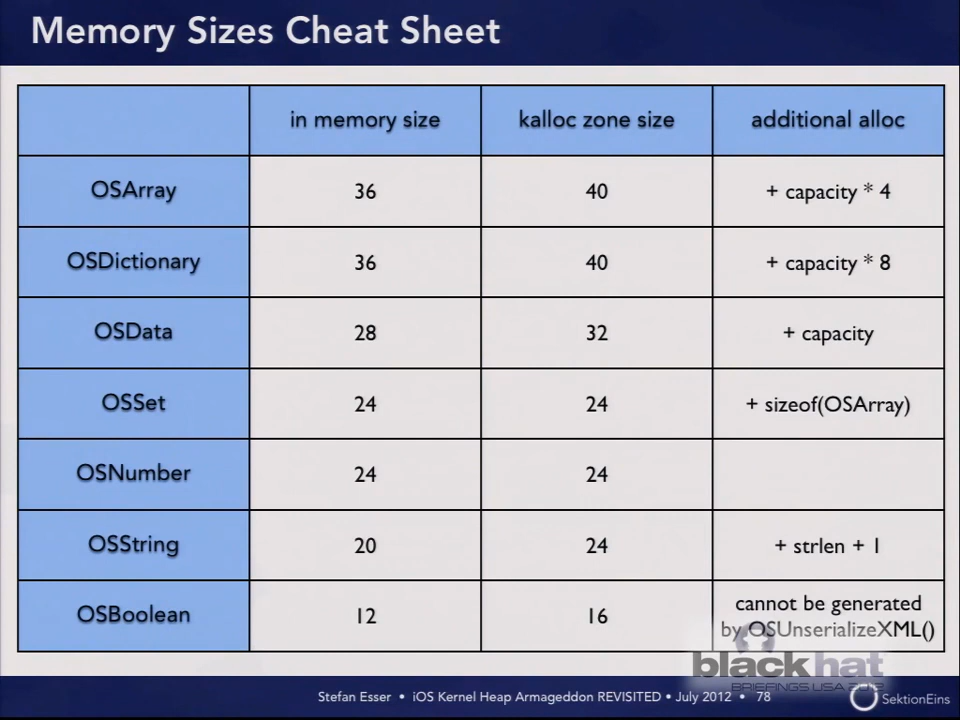 Memory Sizes Cheat Sheet
in memory size kalloc zone size additional alloc
OSArray 36 40 + capacity * 4
OSDictionary 36 40 + capacity * 8
OSData 28 32 + capacity
OSSet 24 24 + sizeof(OSArray)
OSNumber 24 24
OSString 20 24 + strlen + 1
OSBoolean 12 16 cannot be generated
by OSUnserializeXML()
black hat
BRIEFINGS USA 2012
Stefan Esser • iOS Kernel Heap Armageddon REVISITED • July 2012 • 78
SektionEins